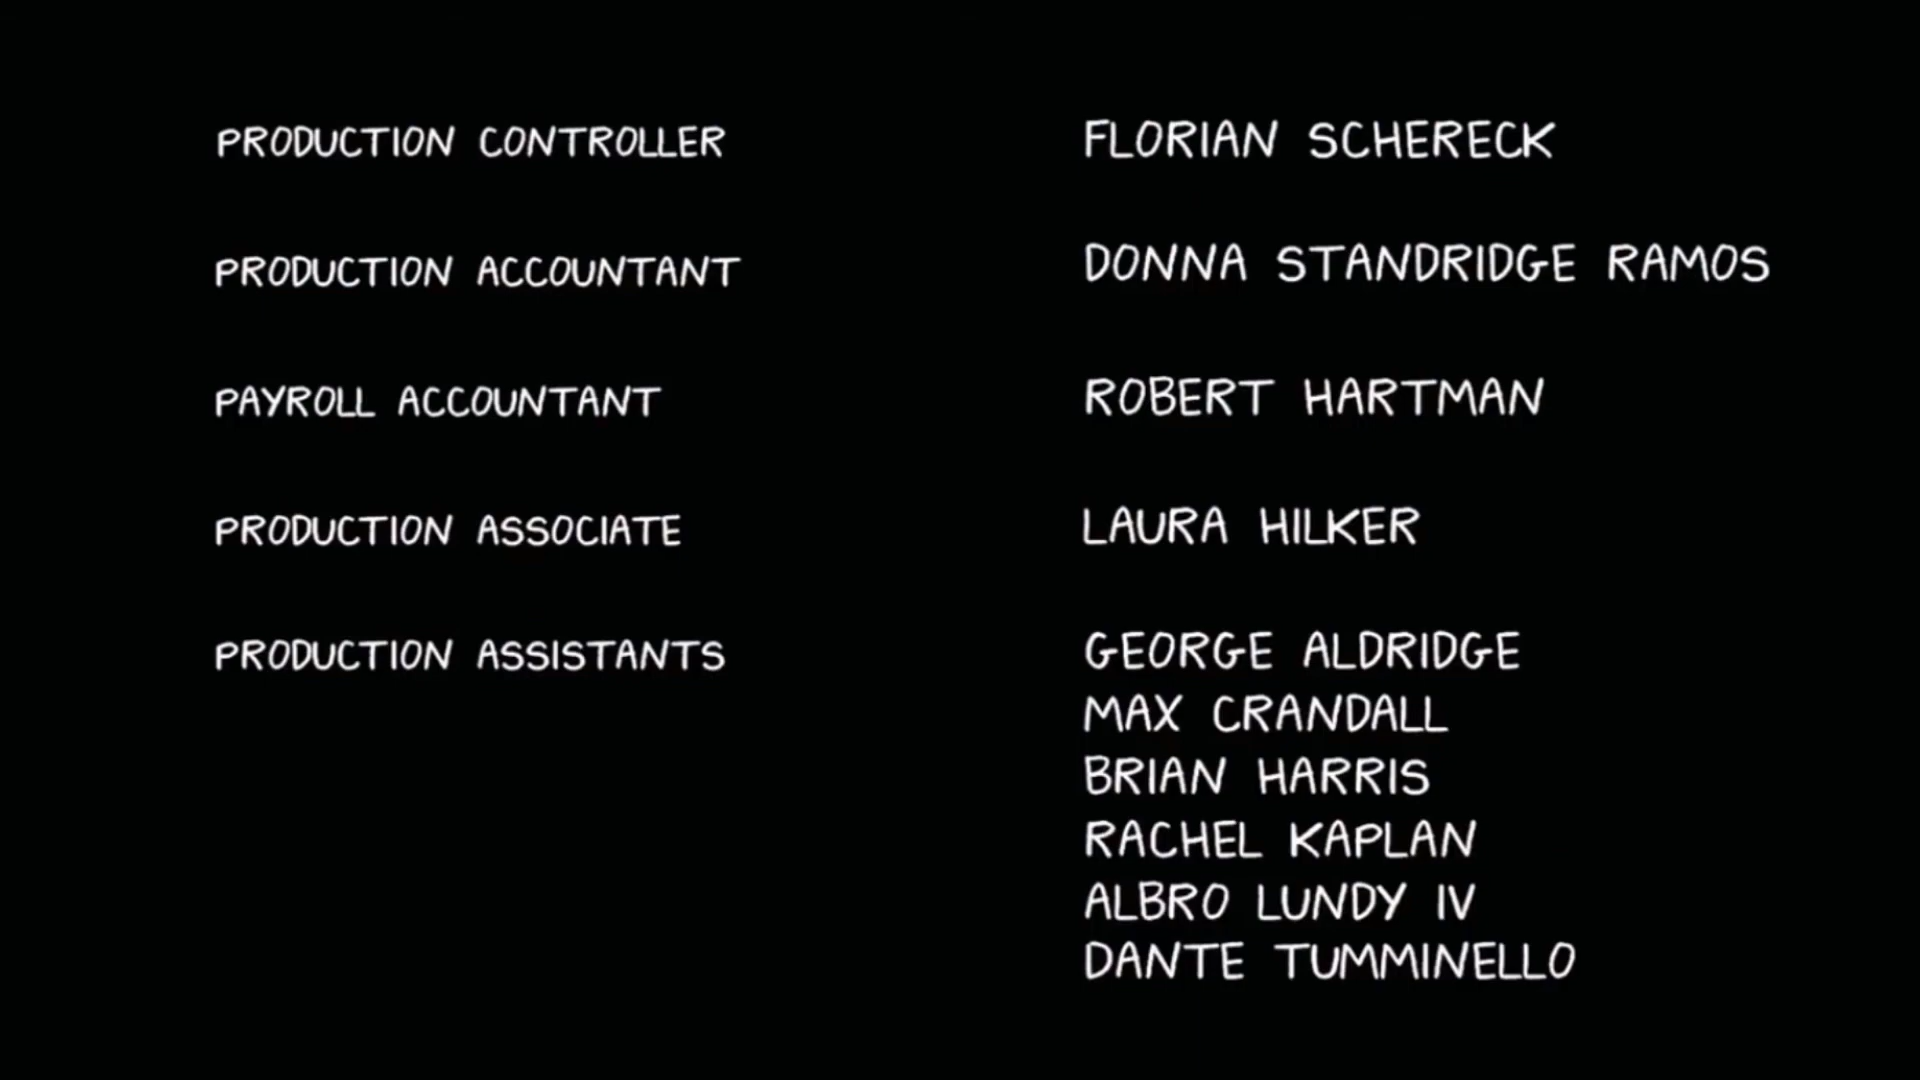 PRODUCTION CONTROLLER FLORIAN SCHERECK
PRODUCTION ACCOUNTANT DONNA STANDRIDGE RAMOS
PAYROLL ACCOUNTANT ROBERT HARTMAN
PRODUCTION ASSOCIATE LAURA HILKER
PRODUCTION ASSISTANTS GEORGE ALDRIDGE
MAX CRANDALL
BRIAN HARRIS
RACHEL KAPLAN
ALBRO LUNDY IV
DANTE TUMMINELLO